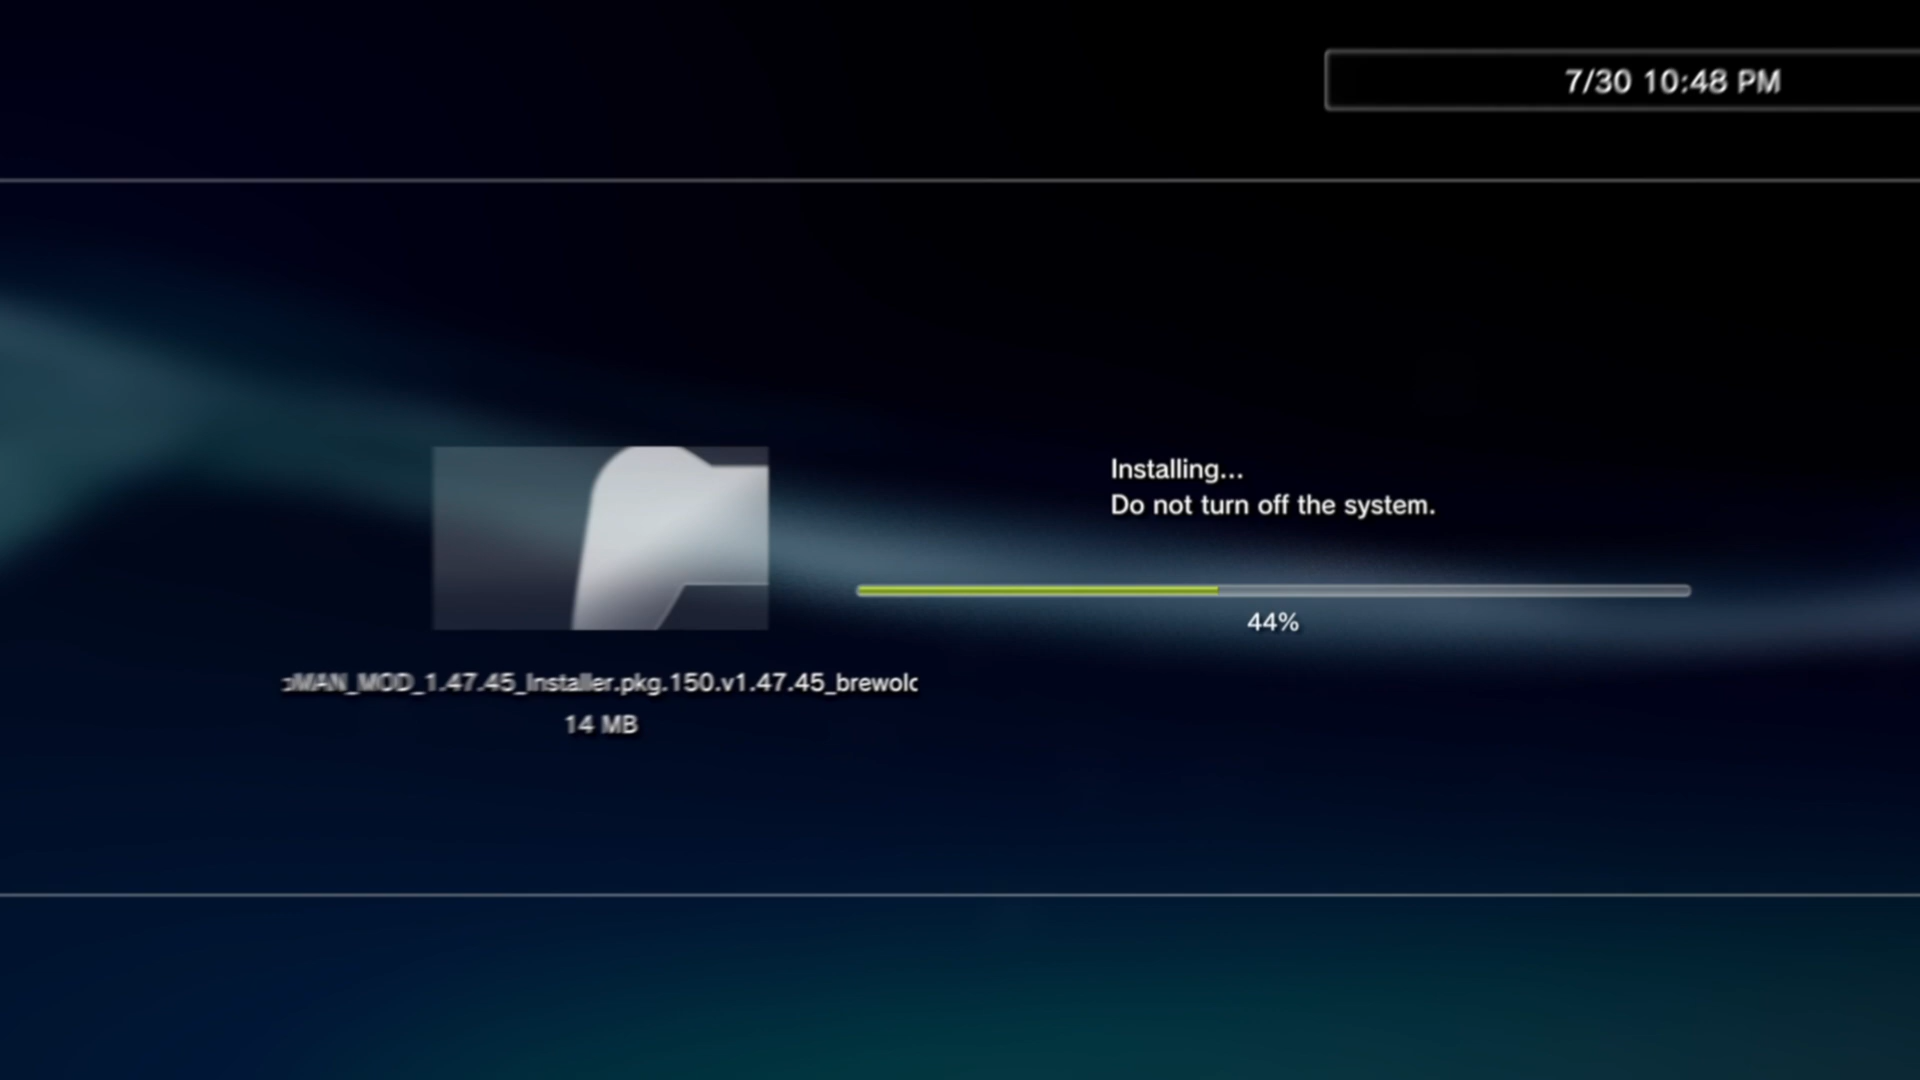 7/30 10:48 PM
Installing...
Do not turn off the system.
44%
MAN_MOD_1.47.45_Installer.pkg.150.v1.47.45_brewolc
14 MB